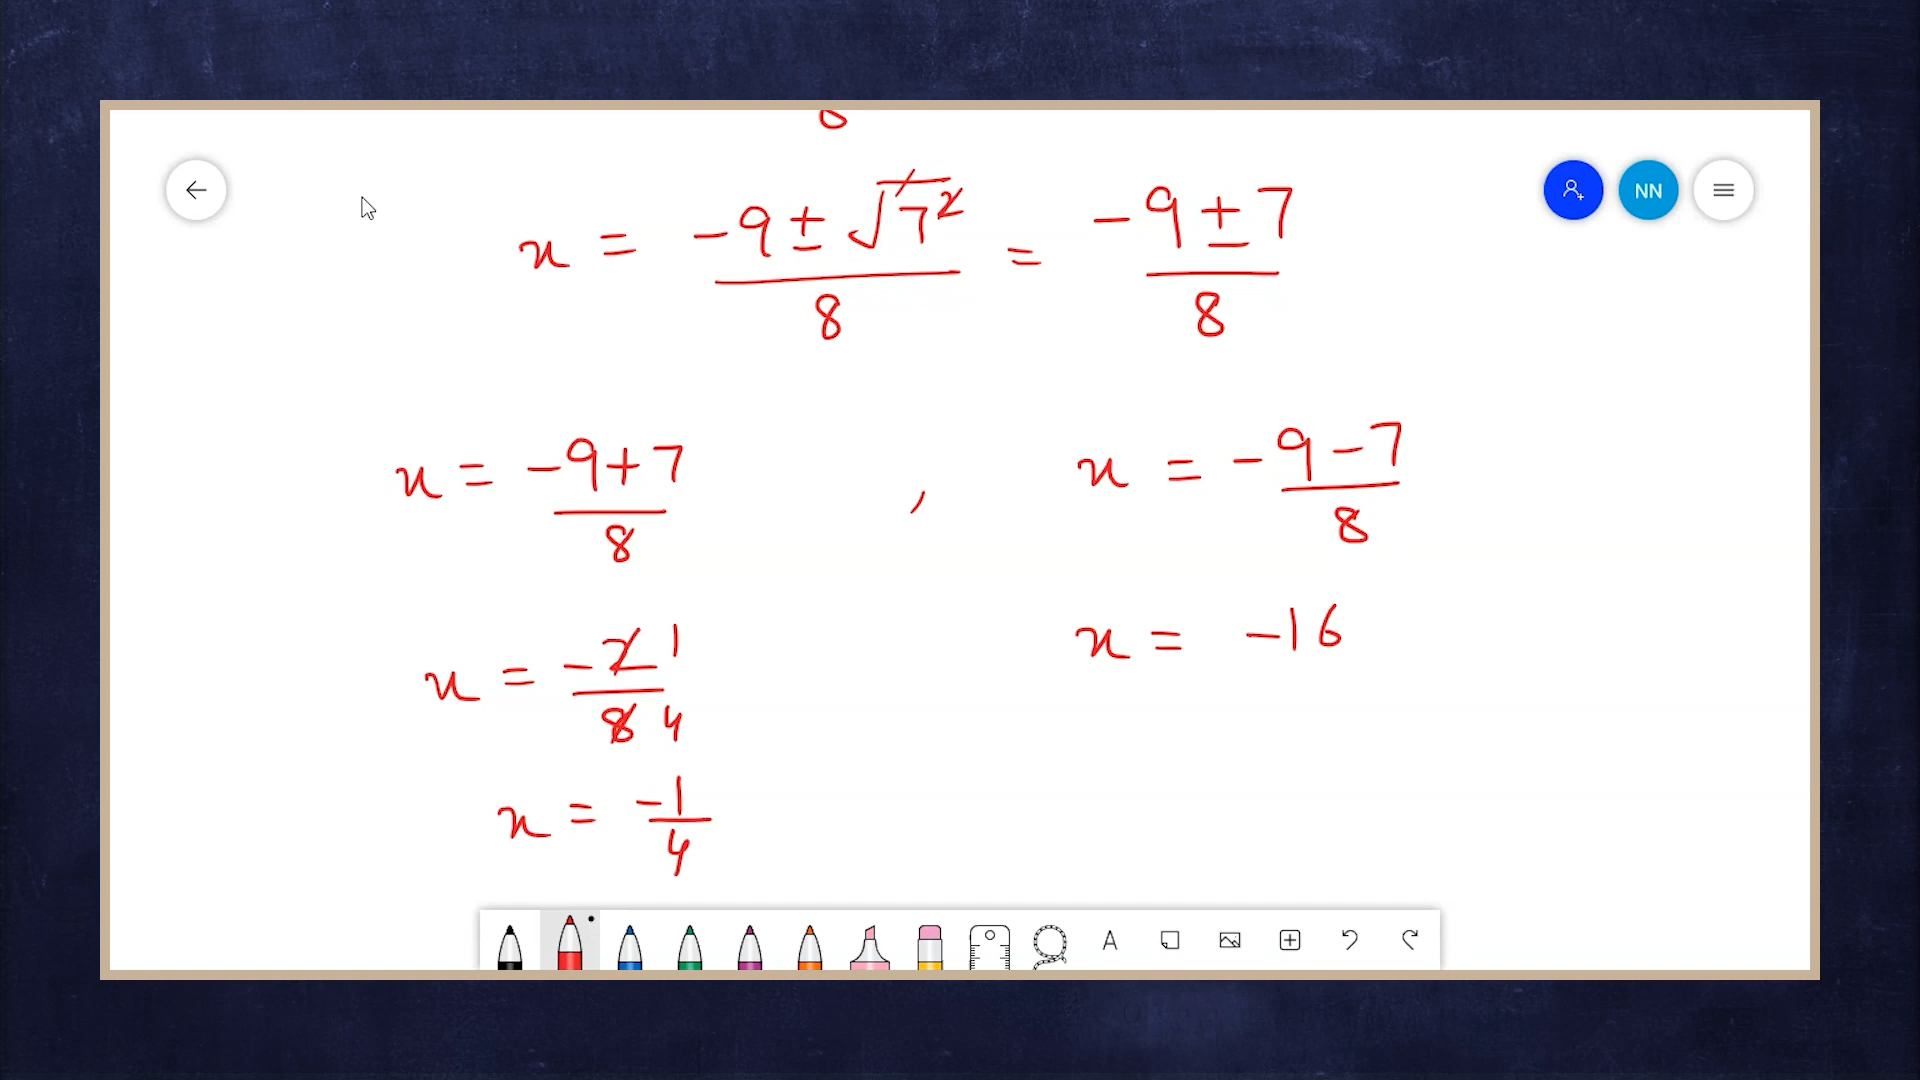 NN
x = (-9 ± √7²)/8 = (-9 ± 7)/8
x = (-9 + 7)/8 , x = (-9 - 7)/8
x = -2 1 / 8 4
x = -16
x = -1/4
A